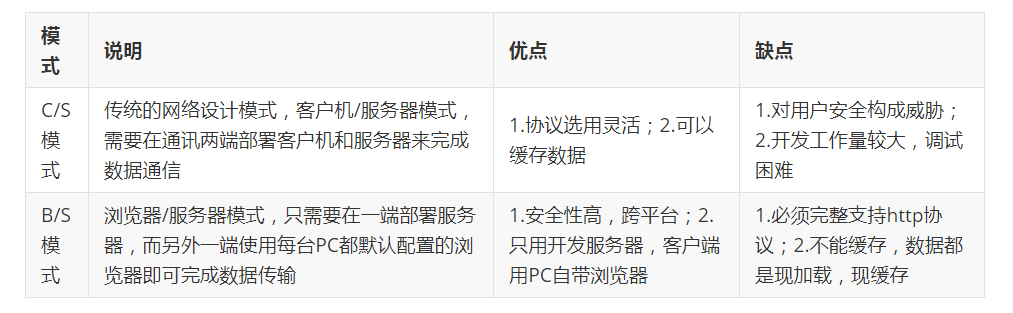 模
式
说明
优点
缺点
C/S
模
式
传统的网络设计模式，客户机/服务器模式，
需要在通讯两端部署客户机和服务器来完成
数据通信
1.协议选用灵活；2.可以
缓存数据
1.对用户安全构成威胁；
2.开发工作量较大，调试
困难
B/S
模
式
浏览器/服务器模式，只需要在一端部署服务
器，而另外一端使用每台PC都默认配置的浏
览器即可完成数据传输
1.安全性高，跨平台；2.
只用开发服务器，客户端
用PC自带浏览器
1.必须完整支持http协
议；2.不能缓存，数据都
是现加载，现缓存